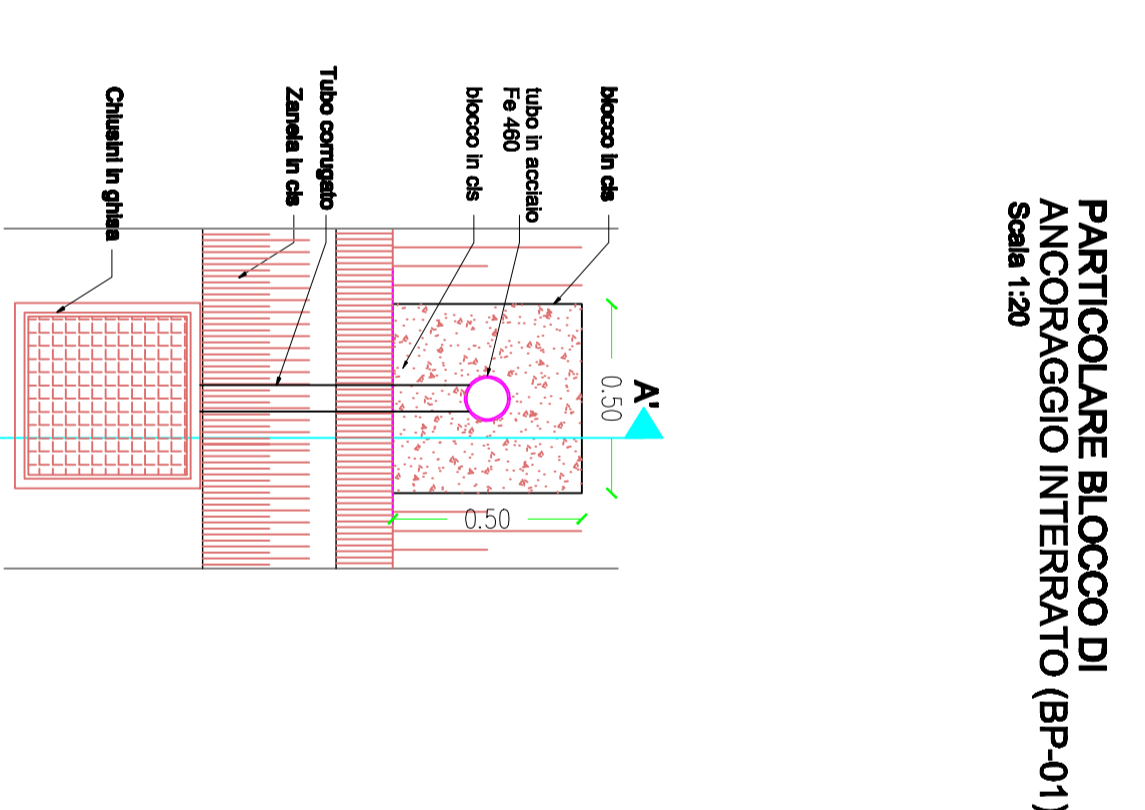 PARTICOLARE BLOCCO DI
ANCORAGGIO INTERRATO (BP-01)
Scala 1:20
A'
0.50
blocco in cls
tubo in acciaio
Fe 460
blocco in cls
0.50
Tubo corrugato
Zanela in cls
Chiusini in ghisa